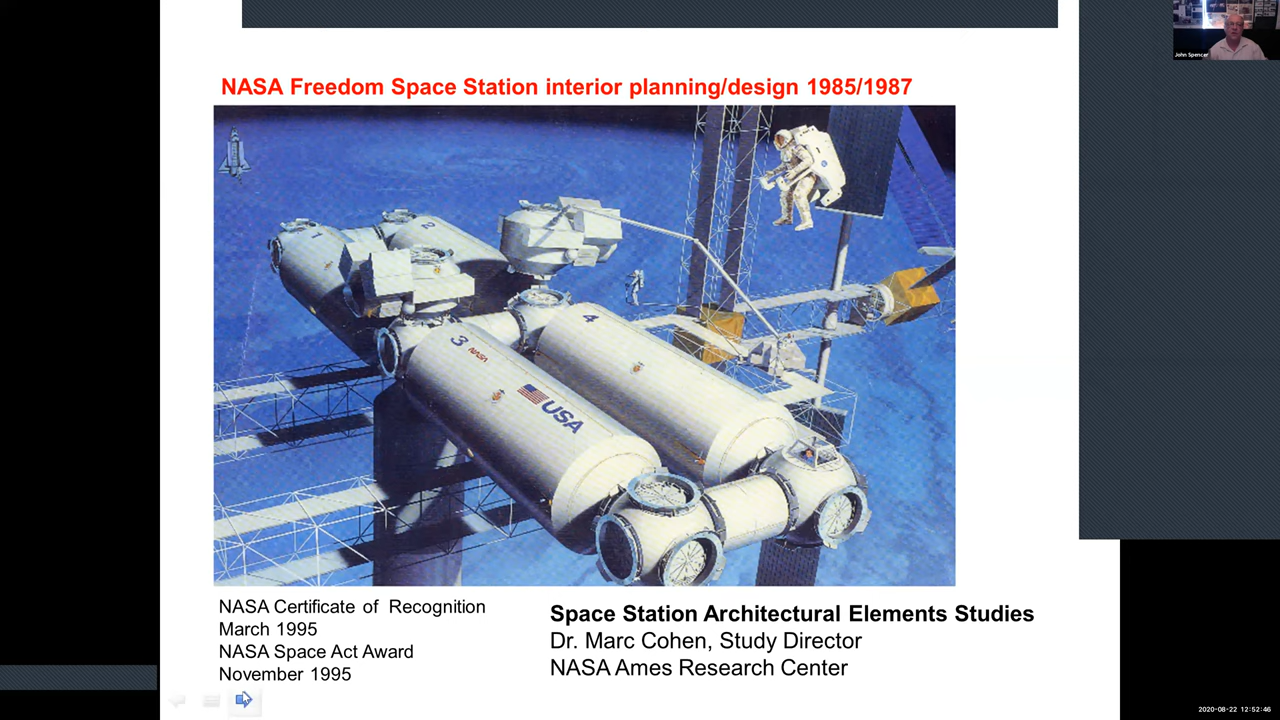 John Spencer
NASA Freedom Space Station interior planning/design 1985/1987
1
2
3
NASA
4
USA
NASA Certificate of Recognition
March 1995
NASA Space Act Award
November 1995
Space Station Architectural Elements Studies
Dr. Marc Cohen, Study Director
NASA Ames Research Center
2020-08-22 12:52:46